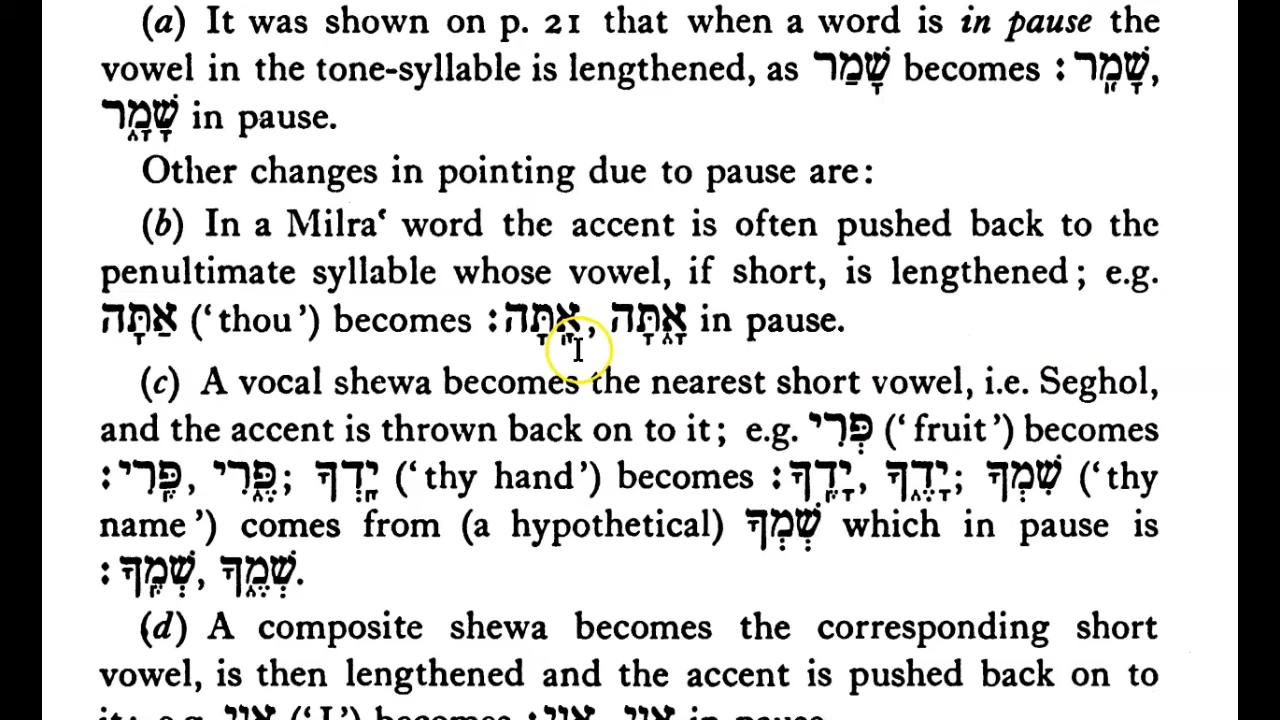 (a) It was shown on p. 21 that when a word is in pause the
vowel in the tone-syllable is lengthened, as שָׁמַר becomes שָׁמָֽר׃,
שָׁמָ֑ר in pause.
Other changes in pointing due to pause are:
(b) In a Milraʿ word the accent is often pushed back to the
penultimate syllable whose vowel, if short, is lengthened; e.g.
אַתָּה (‘thou’) becomes אָֽתָּה׃, אָ֑תָּה in pause.
(c) A vocal shewa becomes the nearest short vowel, i.e. Seghol,
and the accent is thrown back on to it; e.g. פְּרִי (‘fruit’) becomes
פֶּֽרִי׃, פֶּ֑רִי; יָֽדְךָ (‘thy hand’) becomes יָדֶֽךָ׃, יָדֶ֑ךָ; שִׁמְךָ (‘thy
name’) comes from (a hypothetical) שְׁמְךָ which in pause is
שְׁמֶֽךָ׃, שְׁמֶ֑ךָ.
(d) A composite shewa becomes the corresponding short
vowel, is then lengthened and the accent is pushed back on to
it; e.g. (‘I’) becomes in pause.